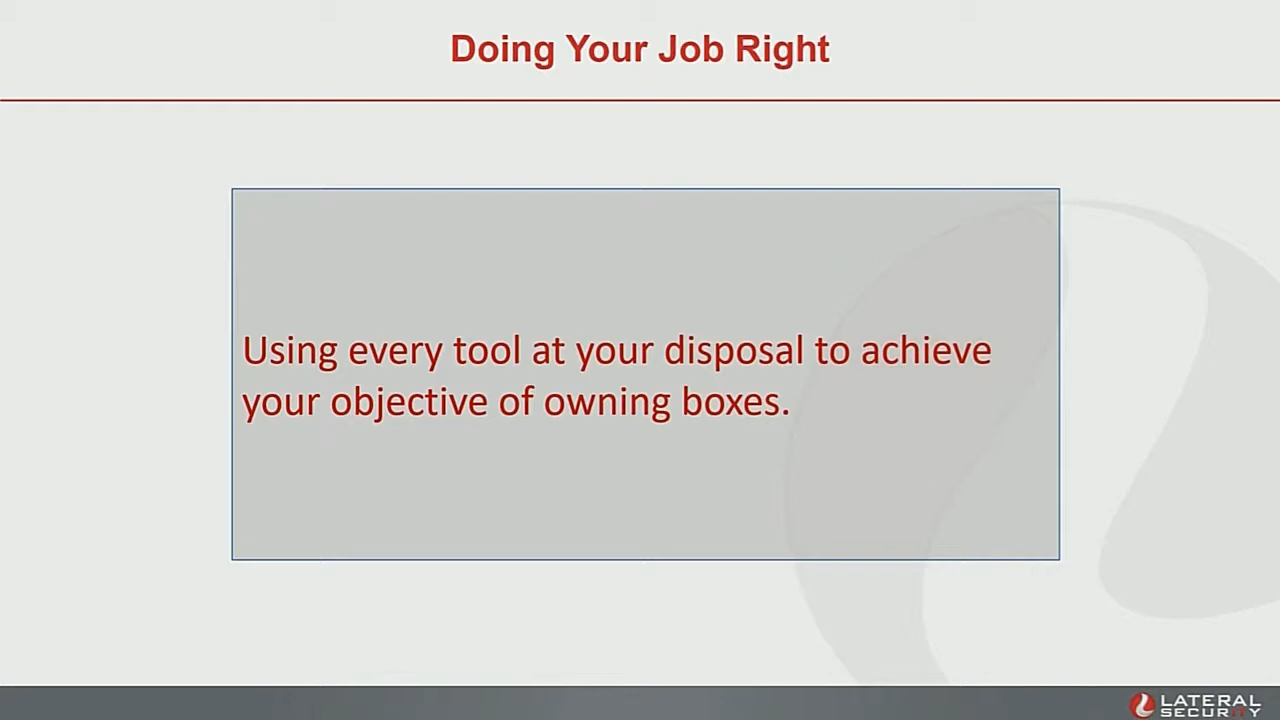 Doing Your Job Right
Using every tool at your disposal to achieve
your objective of owning boxes.
LATERAL
SECURITY